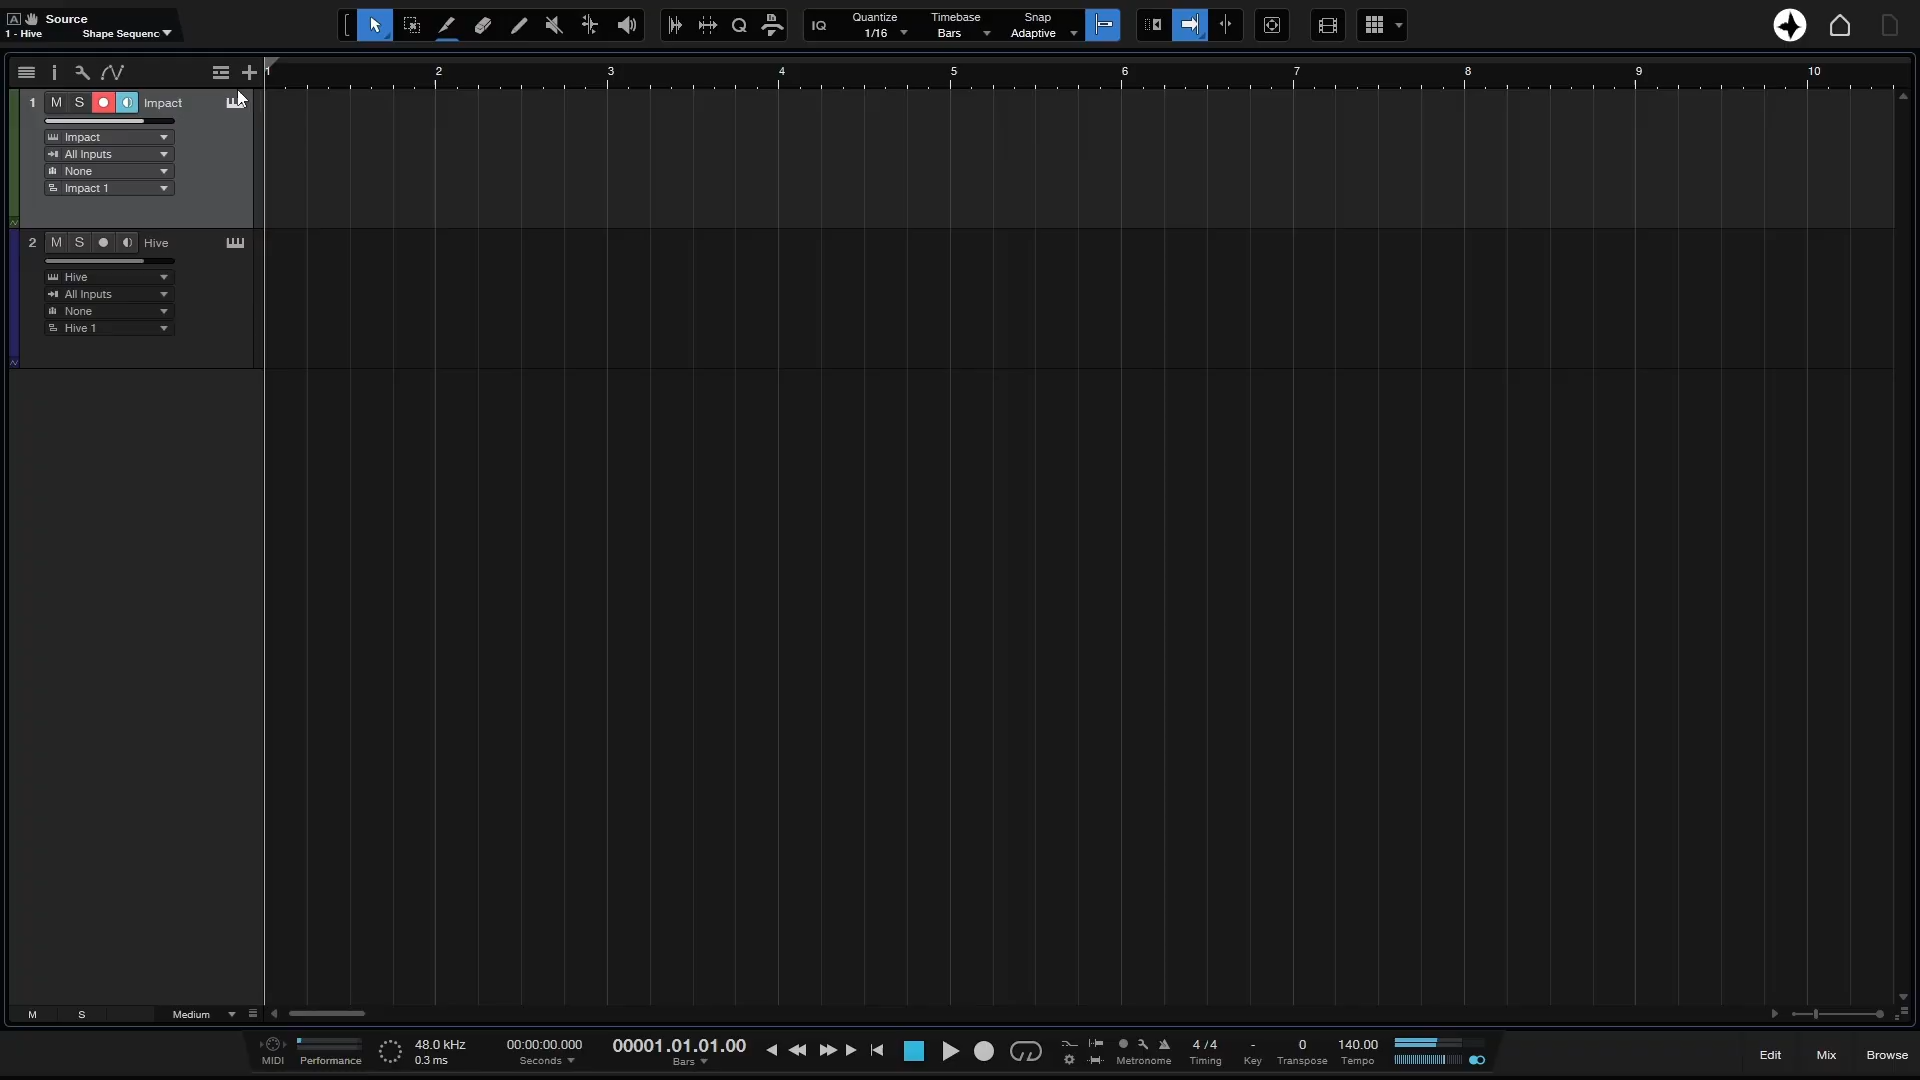 A Source
1 - Hive Shape Sequenc
IQ
Quantize
1/16
Timebase
Bars
Snap
Adaptive
i
1 2 3 4 5 6 7 8 9 10
1 M S Impact
Impact
All Inputs
None
Impact 1
2 M S Hive
Hive
All Inputs
None
Hive 1
M S Medium
MIDI
Performance
48.0 kHz
0.3 ms
00:00:00.000
Seconds
00001.01.01.00
Bars
Metronome
4 / 4
Timing
-
Key
0
Transpose
140.00
Tempo
Edit
Mix
Browse